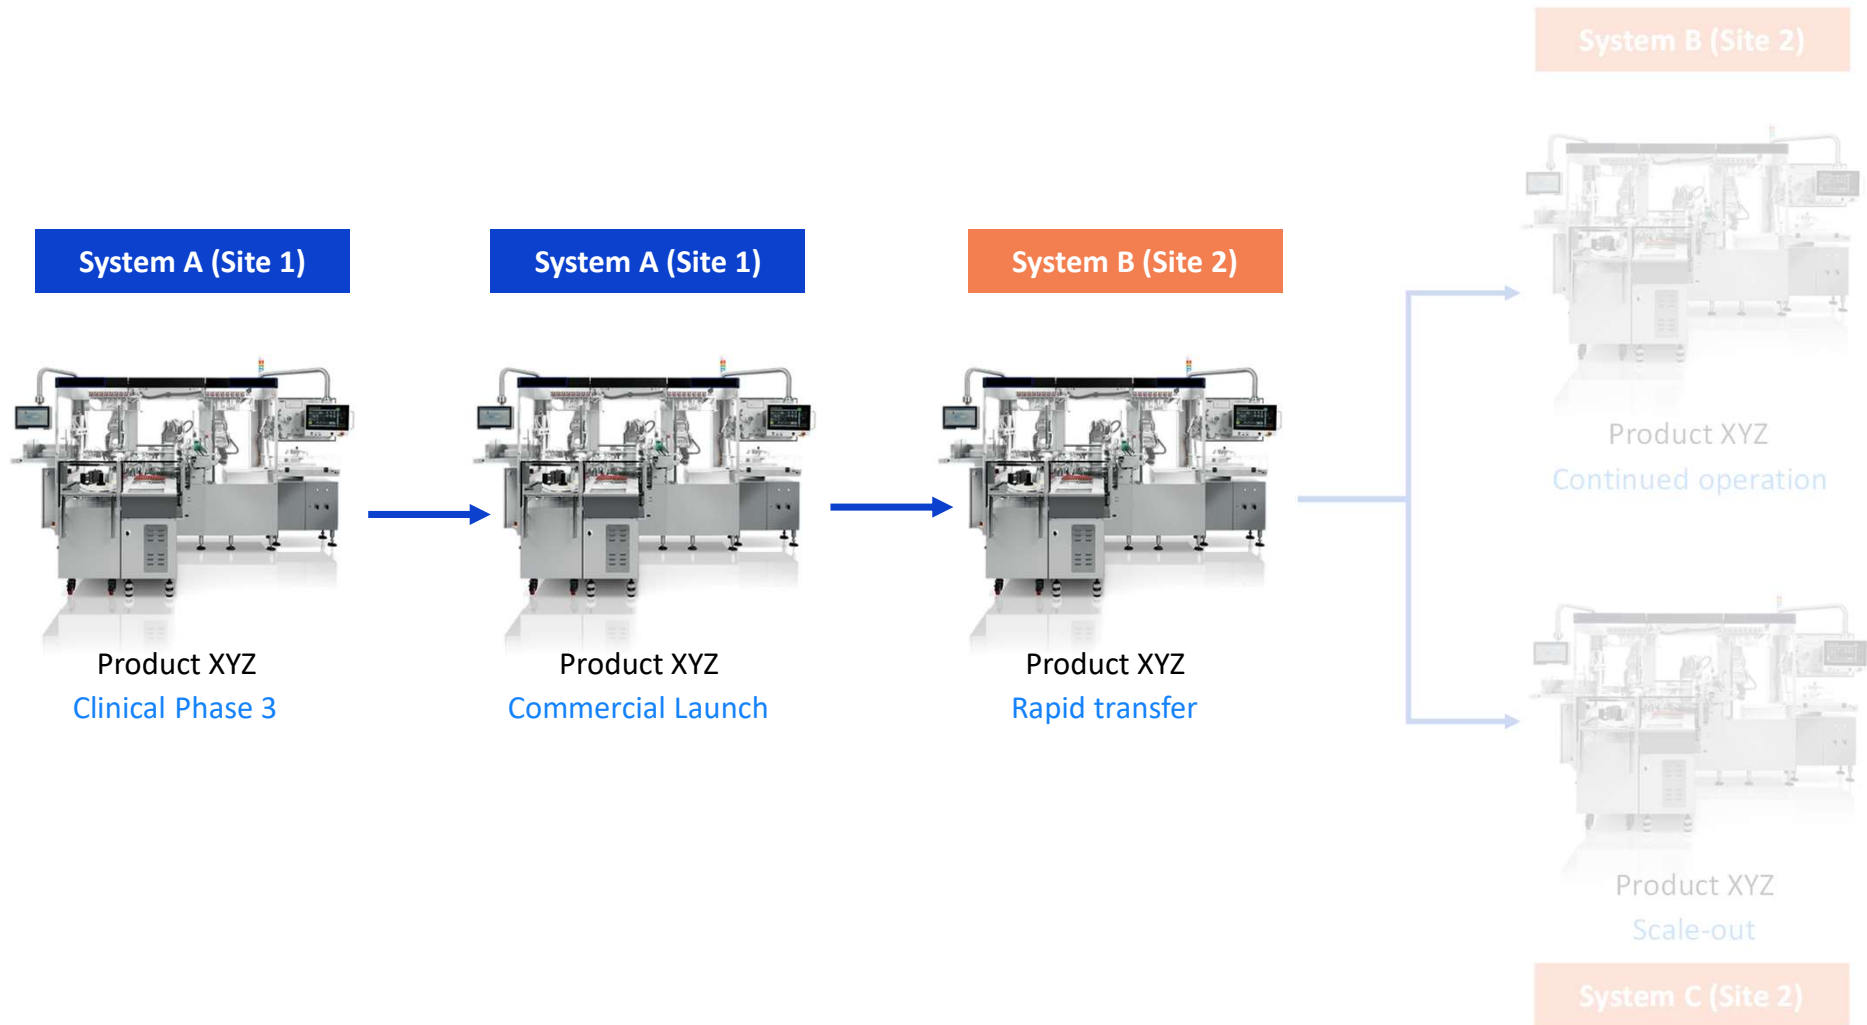 System A (Site 1)
Product XYZ
Clinical Phase 3
System A (Site 1)
Product XYZ
Commercial Launch
System B (Site 2)
Product XYZ
Rapid transfer
System B (Site 2)
Product XYZ
Continued operation
Product XYZ
Scale-out
System C (Site 2)